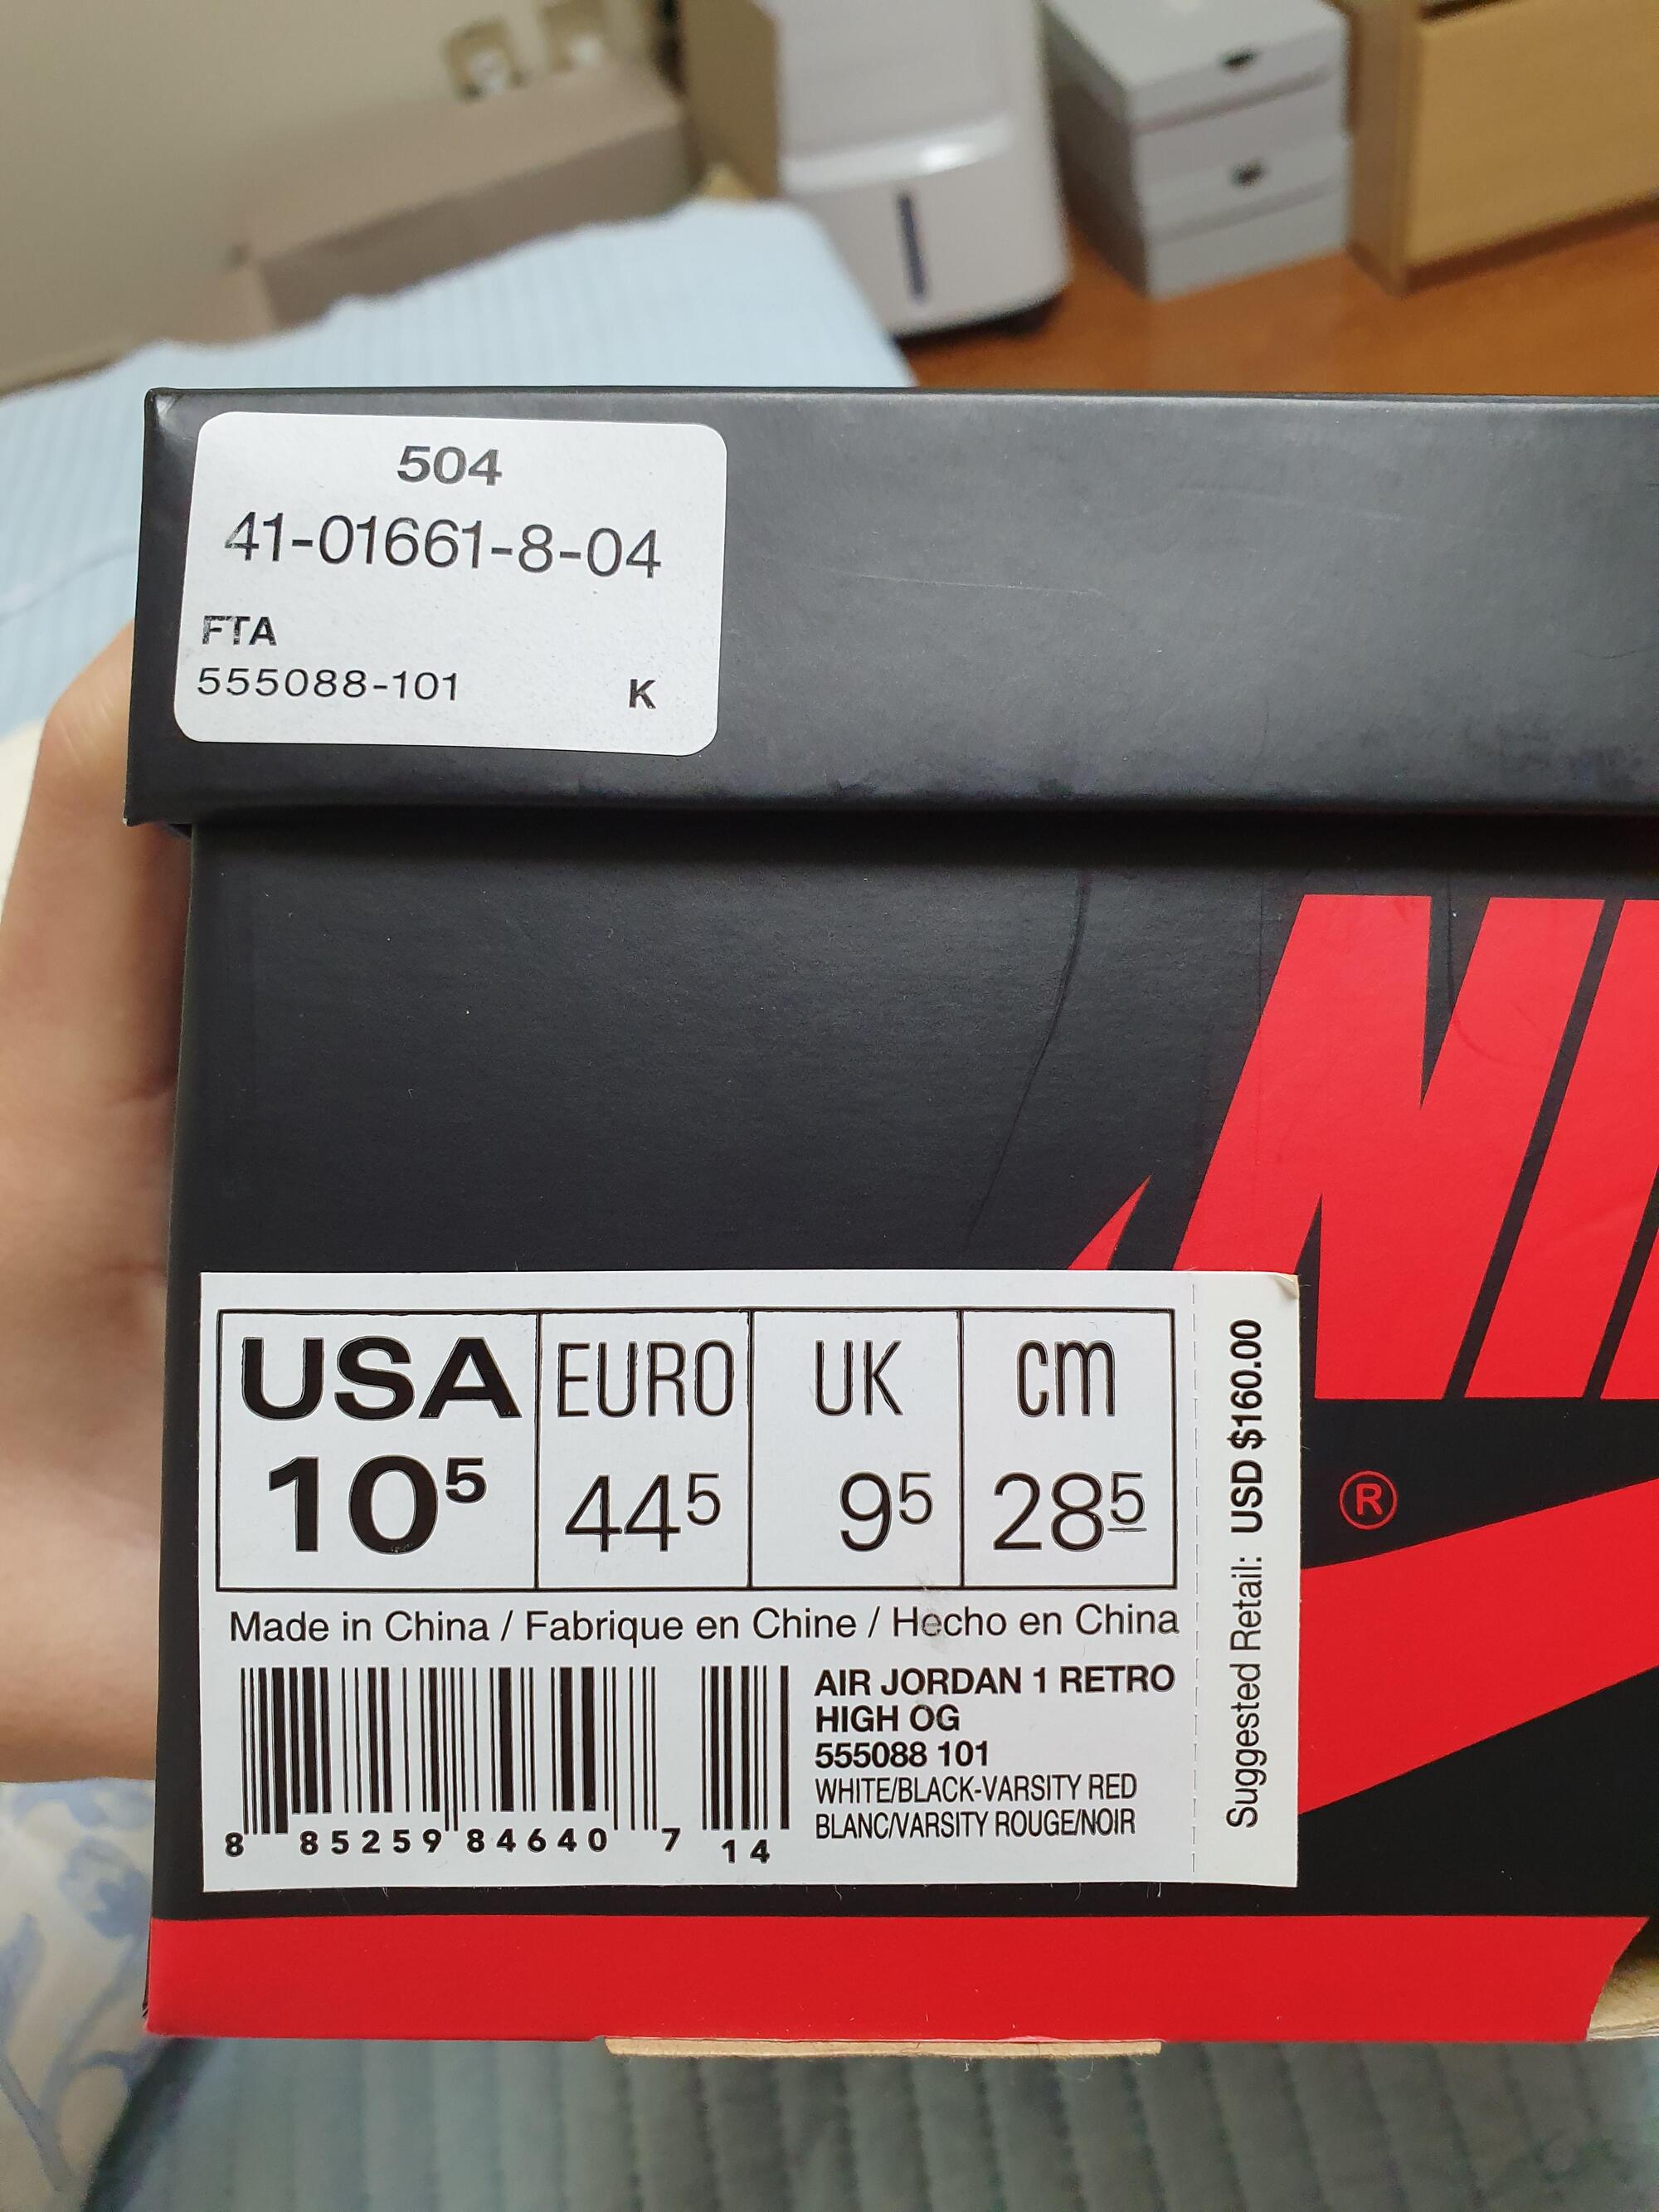 504
41-01661-8-04
FTA
555088-101 K
®
USA EURO UK cm
10⁵ 44⁵ 9⁵ 28⁵
Made in China / Fabrique en Chine / Hecho en China
AIR JORDAN 1 RETRO
HIGH OG
555088 101
WHITE/BLACK-VARSITY RED
BLANC/VARSITY ROUGE/NOIR
8 85259 84640 7 14
Suggested Retail: USD $160.00